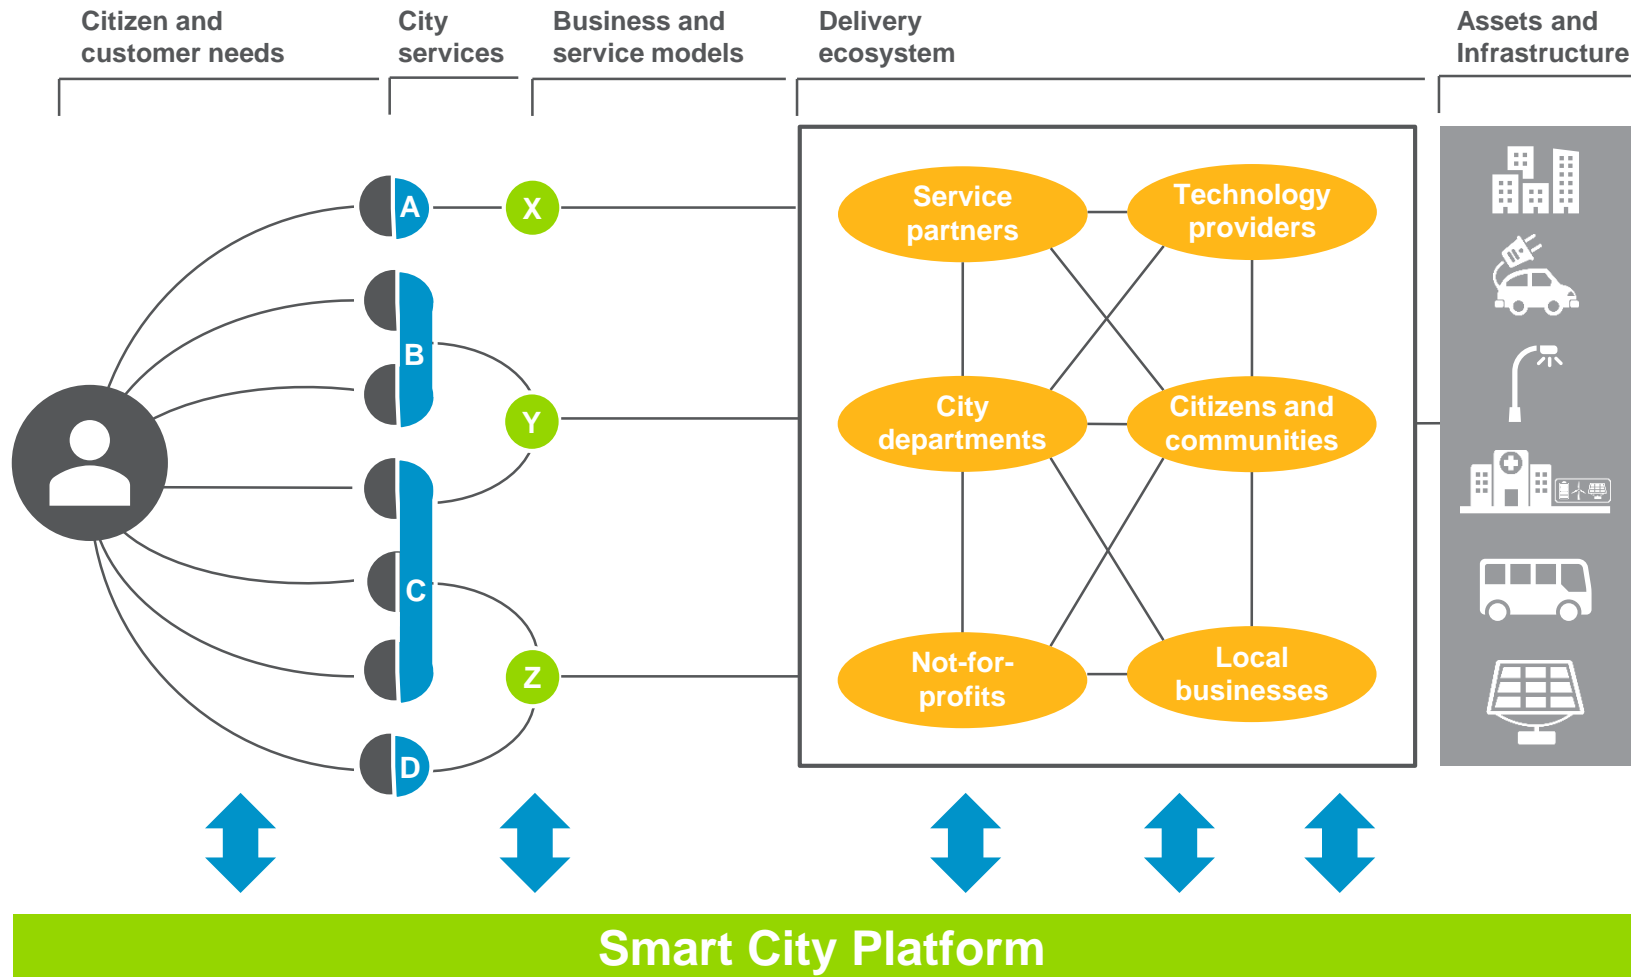 Citizen and
customer needs
City
services
Business and
service models
Delivery
ecosystem
Assets and
Infrastructure
A
X
B
Y
C
Z
D
Service
partners
Technology
providers
City
departments
Citizens and
communities
Not-for-
profits
Local
businesses
Smart City Platform